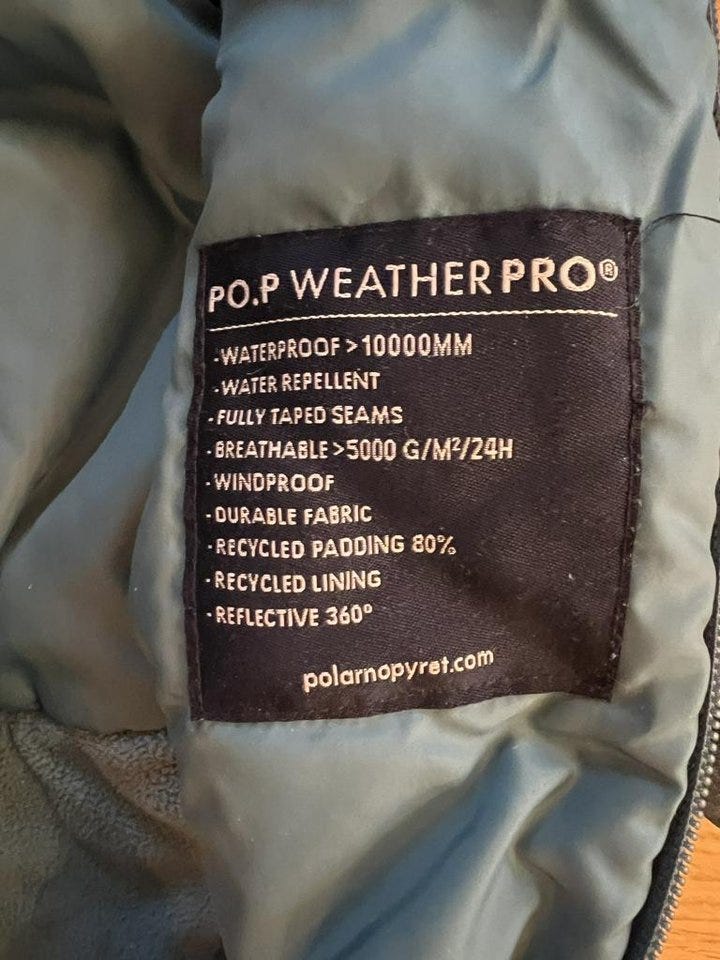 PO.P WEATHERPRO®
-WATERPROOF >10000MM
-WATER REPELLENT
-FULLY TAPED SEAMS
-BREATHABLE >5000 G/M²/24H
-WINDPROOF
-DURABLE FABRIC
-RECYCLED PADDING 80%
-RECYCLED LINING
-REFLECTIVE 360°
polarnopyret.com